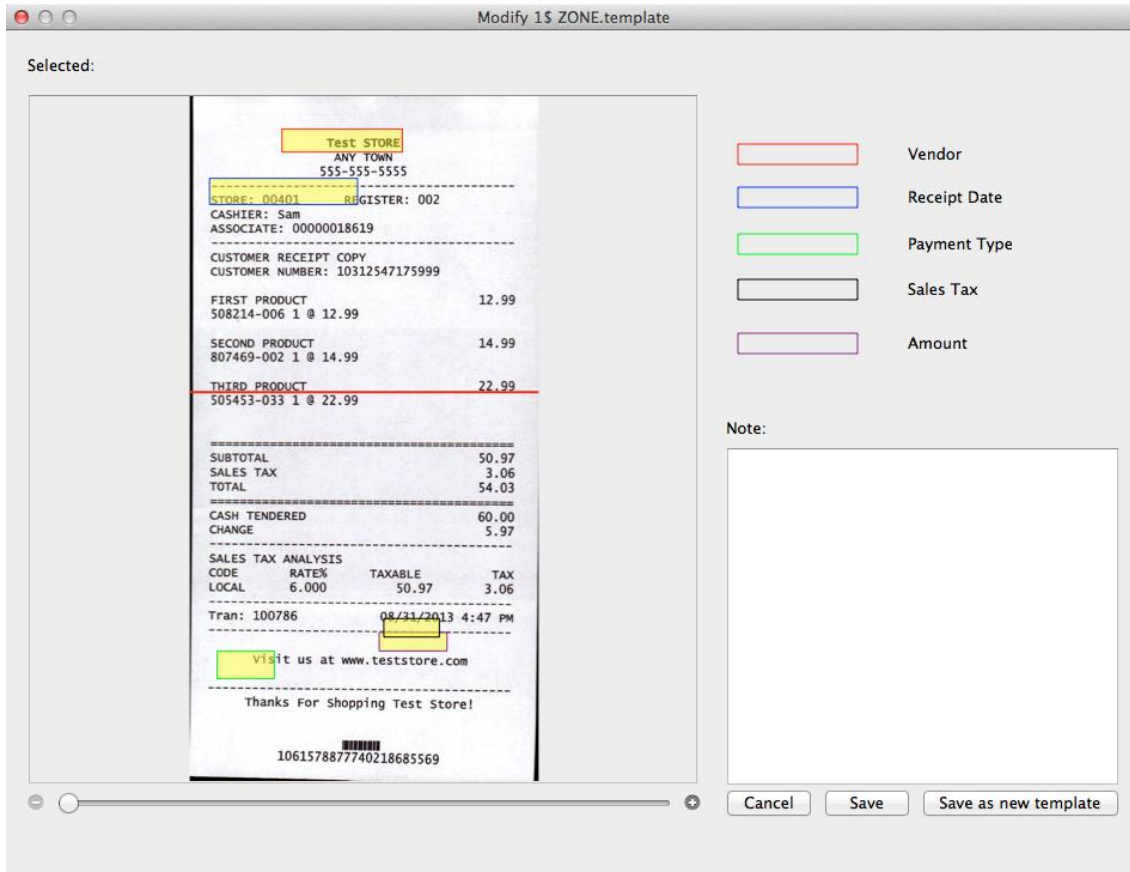 Modify 1$ ZONE.template
Selected:
Test STORE
ANY TOWN
555-555-5555
STORE: 00401 REGISTER: 002
CASHIER: Sam
ASSOCIATE: 00000018619
CUSTOMER RECEIPT COPY
CUSTOMER NUMBER: 10312547175999
FIRST PRODUCT 12.99
508214-006 1 @ 12.99
SECOND PRODUCT 14.99
807469-002 1 @ 14.99
THIRD PRODUCT 22.99
505453-033 1 @ 22.99
SUBTOTAL 50.97
SALES TAX 3.06
TOTAL 54.03
CASH TENDERED 60.00
CHANGE 5.97
SALES TAX ANALYSIS
CODE RATE% TAXABLE TAX
LOCAL 6.000 50.97 3.06
Tran: 100786 08/31/2013 4:47 PM
Visit us at www.teststore.com
Thanks For Shopping Test Store!
1061578877740218685569
Vendor
Receipt Date
Payment Type
Sales Tax
Amount
Note:
Cancel Save Save as new template